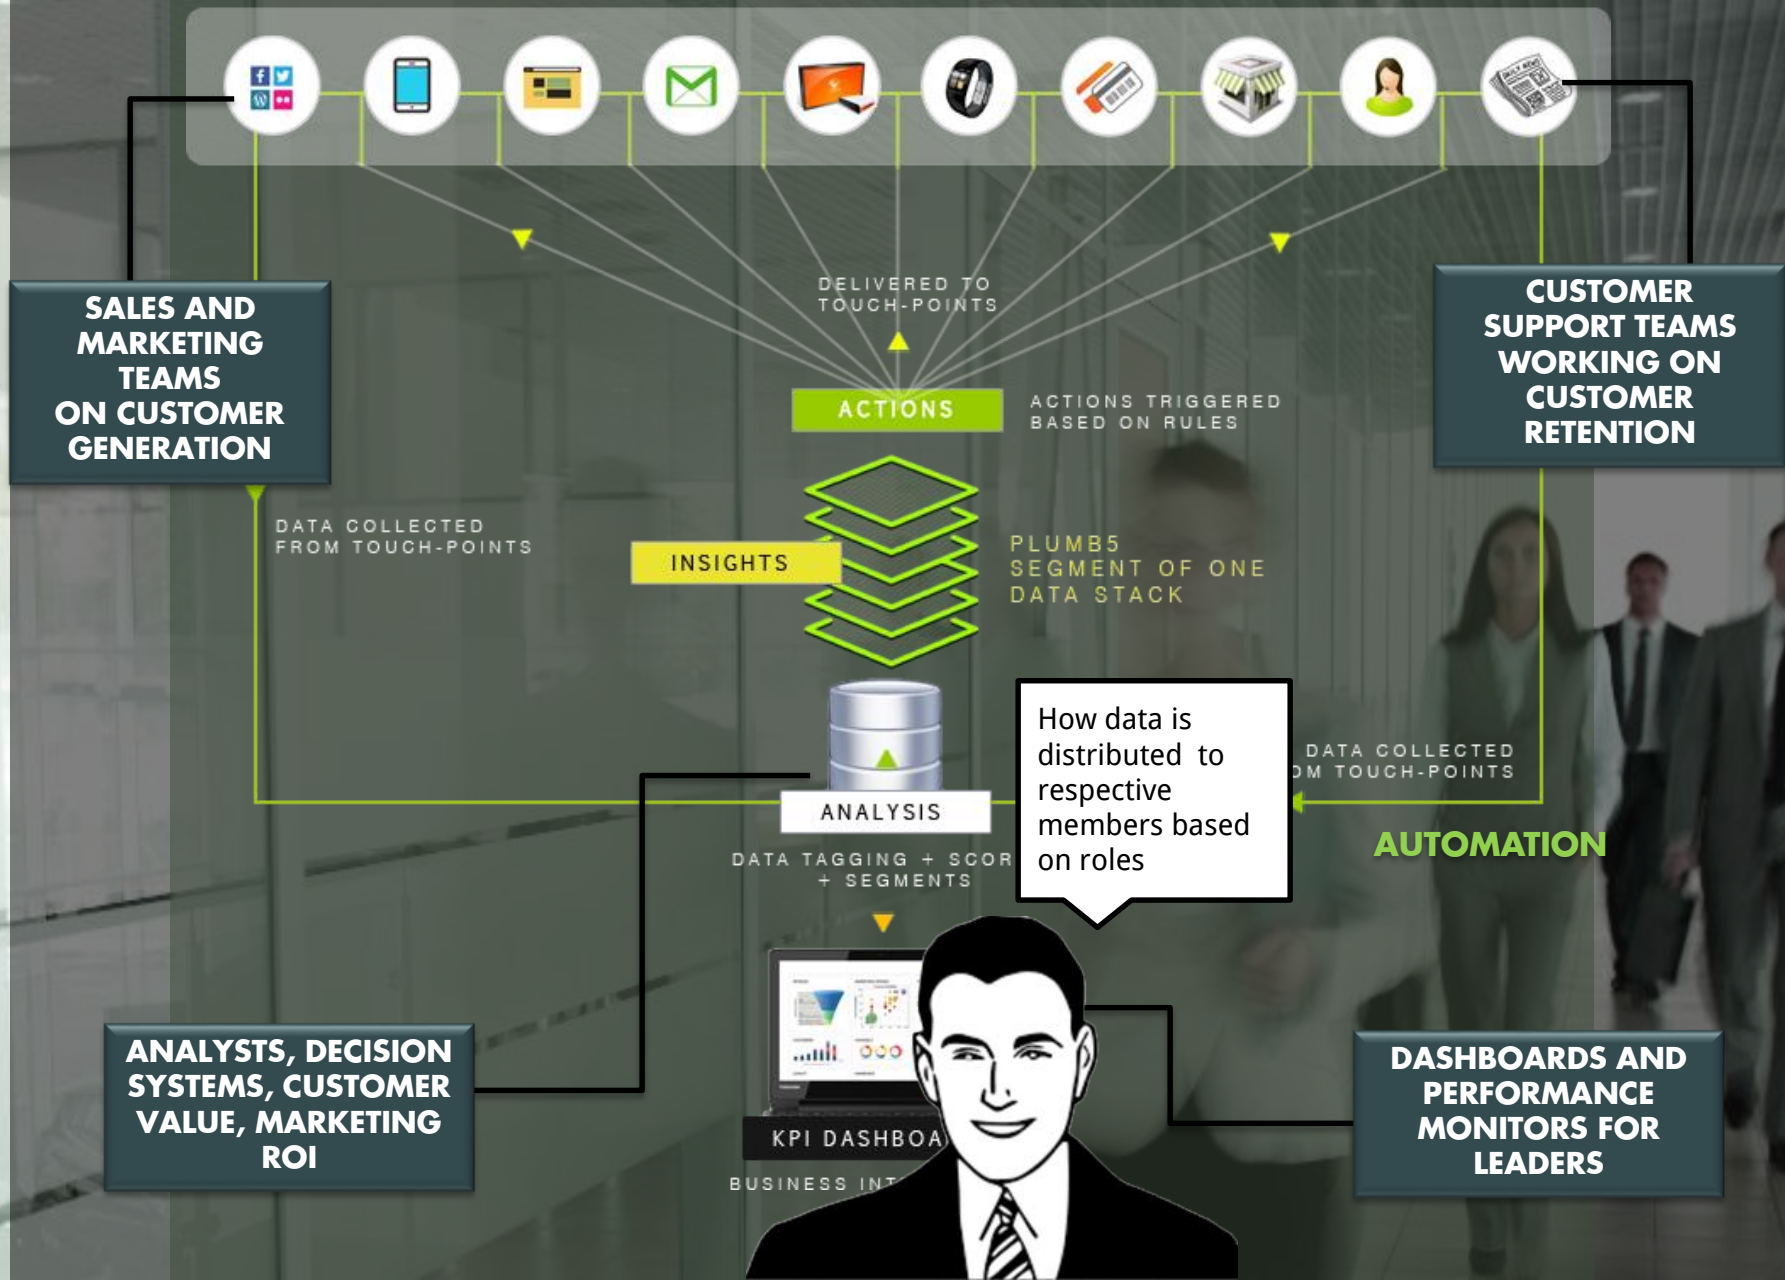 DELIVERED TO
TOUCH-POINTS
SALES AND
MARKETING
TEAMS
ON CUSTOMER
GENERATION
CUSTOMER
SUPPORT TEAMS
WORKING ON
CUSTOMER
RETENTION
ACTIONS
ACTIONS TRIGGERED
BASED ON RULES
DATA COLLECTED
FROM TOUCH-POINTS
INSIGHTS
PLUMB5
SEGMENT OF ONE
DATA STACK
How data is
distributed to
respective
members based
on roles
DATA COLLECTED
OM TOUCH-POINTS
ANALYSIS
AUTOMATION
DATA TAGGING + SCOR
+ SEGMENTS
ANALYSTS, DECISION
SYSTEMS, CUSTOMER
VALUE, MARKETING
ROI
KPI DASHBOA
BUSINESS INT
DASHBOARDS AND
PERFORMANCE
MONITORS FOR
LEADERS